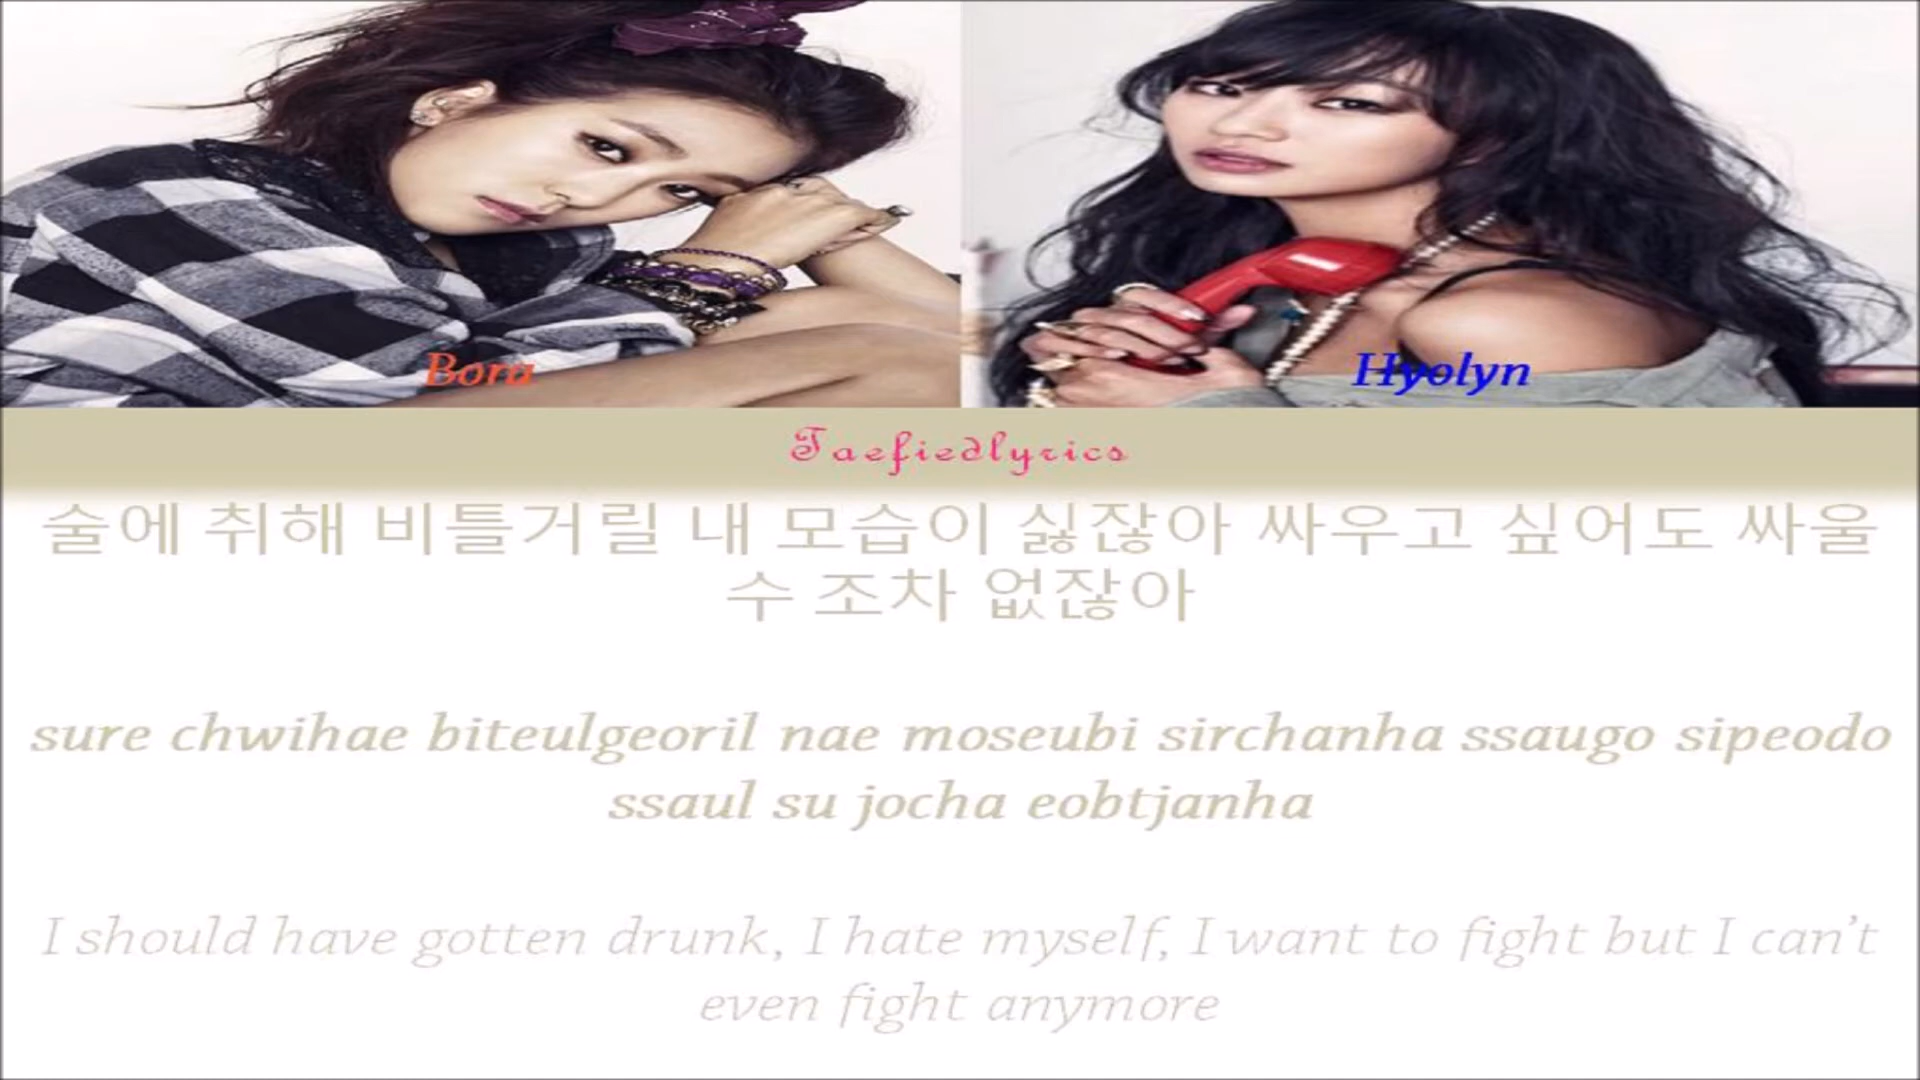 Bora
Hyolyn
Taefiedlyrics
술에 취해 비틀거릴 내 모습이 싫잖아 싸우고 싶어도 싸울
수 조차 없잖아
sure chwihae biteulgeoril nae moseubi sirchanha ssaugo sipeodo
ssaul su jocha eobtjanha
I should have gotten drunk, I hate myself, I want to fight but I can't
even fight anymore